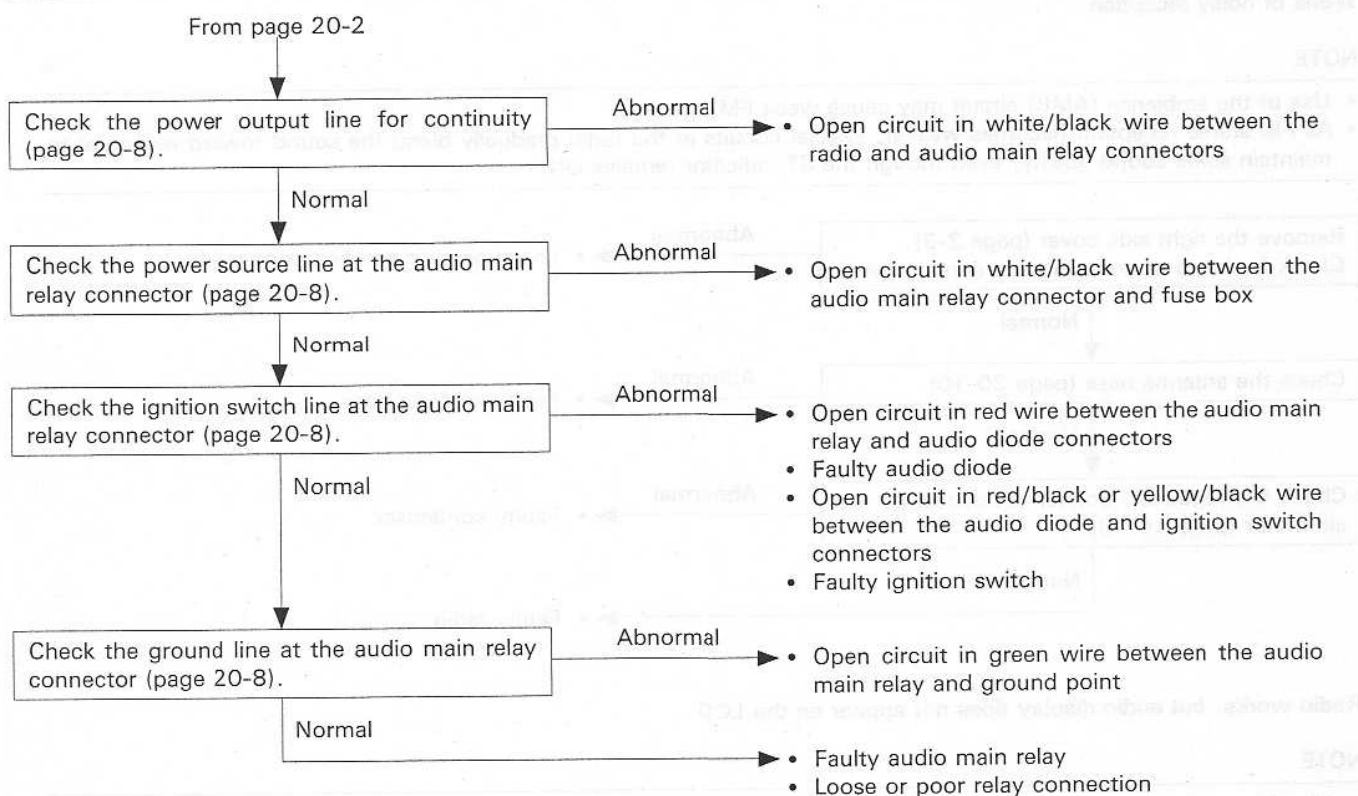 From page 20-2
Check the power output line for continuity
(page 20-8).
Abnormal
• Open circuit in white/black wire between the
radio and audio main relay connectors
Normal
Check the power source line at the audio main
relay connector (page 20-8).
Abnormal
• Open circuit in white/black wire between the
audio main relay connector and fuse box
Normal
Check the ignition switch line at the audio main
relay connector (page 20-8).
Abnormal
• Open circuit in red wire between the audio main
relay and audio diode connectors
• Faulty audio diode
• Open circuit in red/black or yellow/black wire
between the audio diode and ignition switch
connectors
• Faulty ignition switch
Normal
Check the ground line at the audio main relay
connector (page 20-8).
Abnormal
• Open circuit in green wire between the audio
main relay and ground point
Normal
• Faulty audio main relay
• Loose or poor relay connection